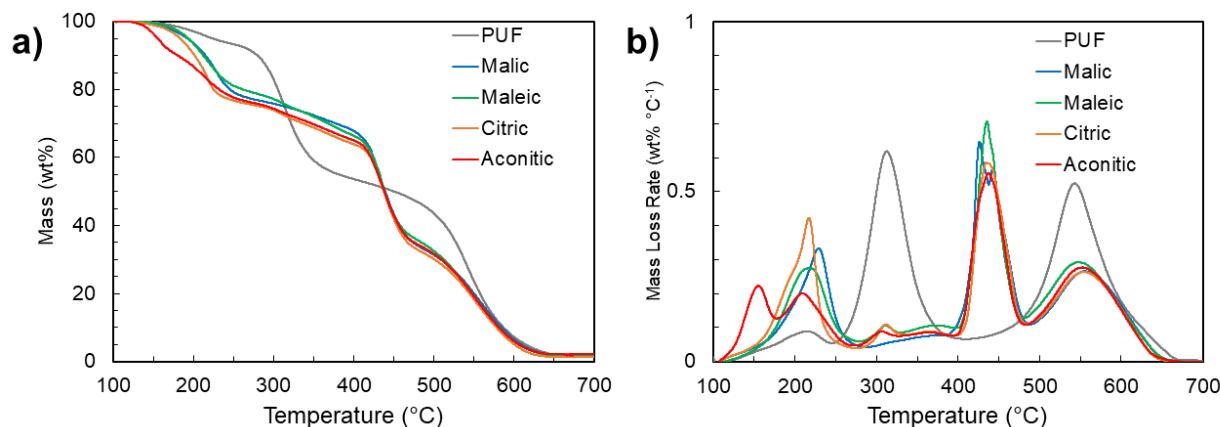 a)
100
80
60
40
20
0
Mass (wt%)
PUF
Malic
Maleic
Citric
Aconitic
100 200 300 400 500 600 700
Temperature (°C)
b)
1
0.5
0
Mass Loss Rate (wt% °C⁻¹)
PUF
Malic
Maleic
Citric
Aconitic
100 200 300 400 500 600 700
Temperature (°C)